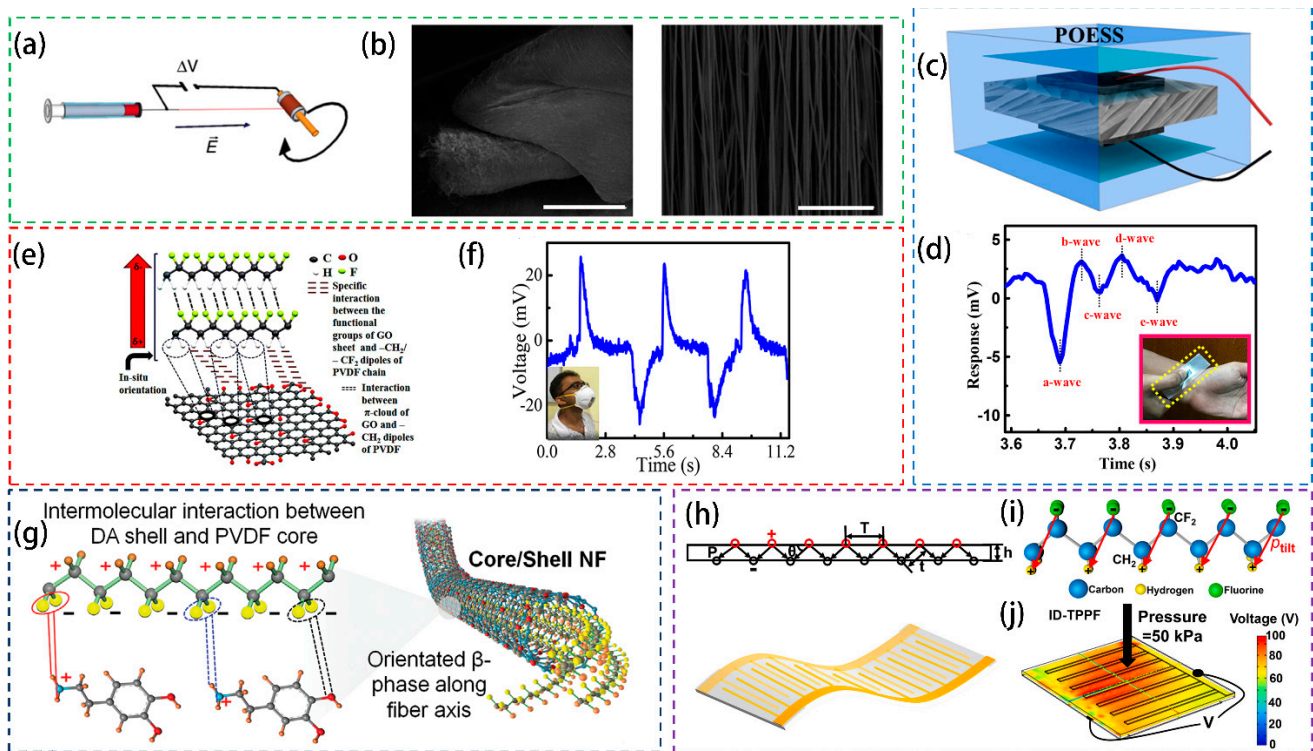 (a)
ΔV
E
(b)
POESS
(c)
(d)
Response (mV)
5
0
-5
-10
b-wave
d-wave
c-wave
e-wave
a-wave
3.6
3.7
3.8
3.9
4.0
Time (s)
(e)
δ-
δ+
In-situ
orientation
C
O
H
F
Specific
interaction
between the
functional
groups of GO
sheet and –CH2/
– CF2 dipoles of
PVDF chain
Interaction
between
π-cloud of
GO and –
CH2 dipoles
of PVDF
(f)
Voltage (mV)
20
0
-20
0.0
2.8
5.6
8.4
11.2
Time (s)
(g)
Intermolecular interaction between
DA shell and PVDF core
+ + + + + +
- - - - - -
+
+
Core/Shell NF
Orientated β-
phase along
fiber axis
(h)
+
T
P
θ
h
-
t
(i)
CF2
CH2
Ptilt
Carbon
Hydrogen
Fluorine
(j)
ID-TPPF
Pressure
=50 kPa
Voltage (V)
100
80
60
40
20
0
V